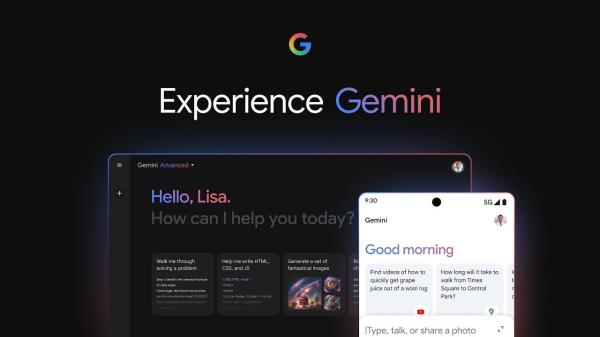 Experience Gemini
Gemini Advanced
Hello, Lisa.
How can I help you today?
Walk me through
solving a problem
Help me write HTML,
CSS, and JS
Generate a set of
fantastical images
9:30
5G
Gemini
Good morning
Find videos of how to
quickly get grape
juice out of a wool rug
How long will it take to
walk from Times
Square to Central
Park?
Type, talk, or share a photo